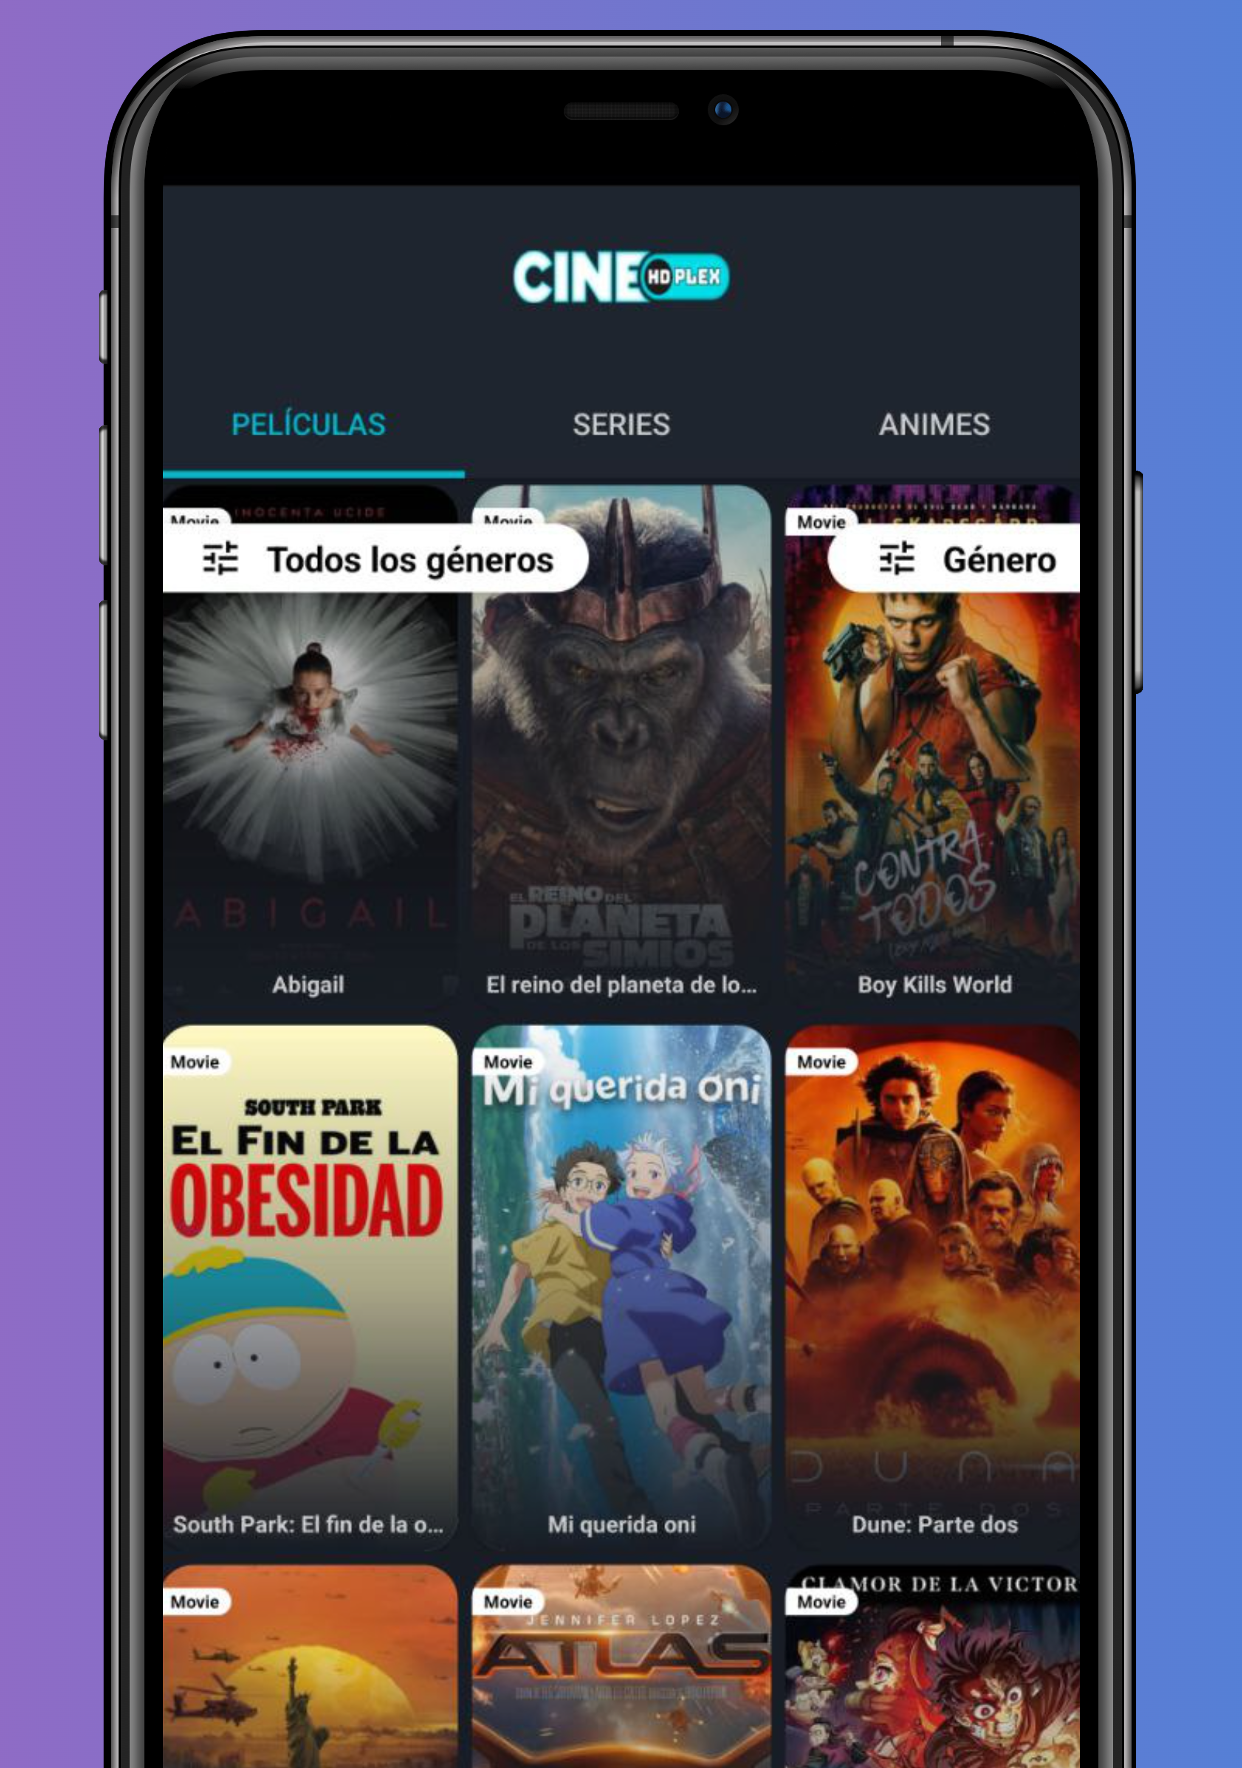 CINE HD PLEX
PELÍCULAS
SERIES
ANIMES
INOCENTA UCIDE
Movie
Movie
Movie
Todos los géneros
Género
ABIGAIL
EL REINO DEL
PLANETA
DE LOS SIMIOS
CONTRA
TODOS
Abigail
El reino del planeta de lo...
Boy Kills World
Movie
Movie
Movie
SOUTH PARK
EL FIN DE LA
OBESIDAD
Mi querida oni
DUNA
PARTE DOS
South Park: El fin de la o...
Mi querida oni
Dune: Parte dos
Movie
Movie
Movie
JENNIFER LOPEZ
ATLAS
CLAMOR DE LA VICTOR